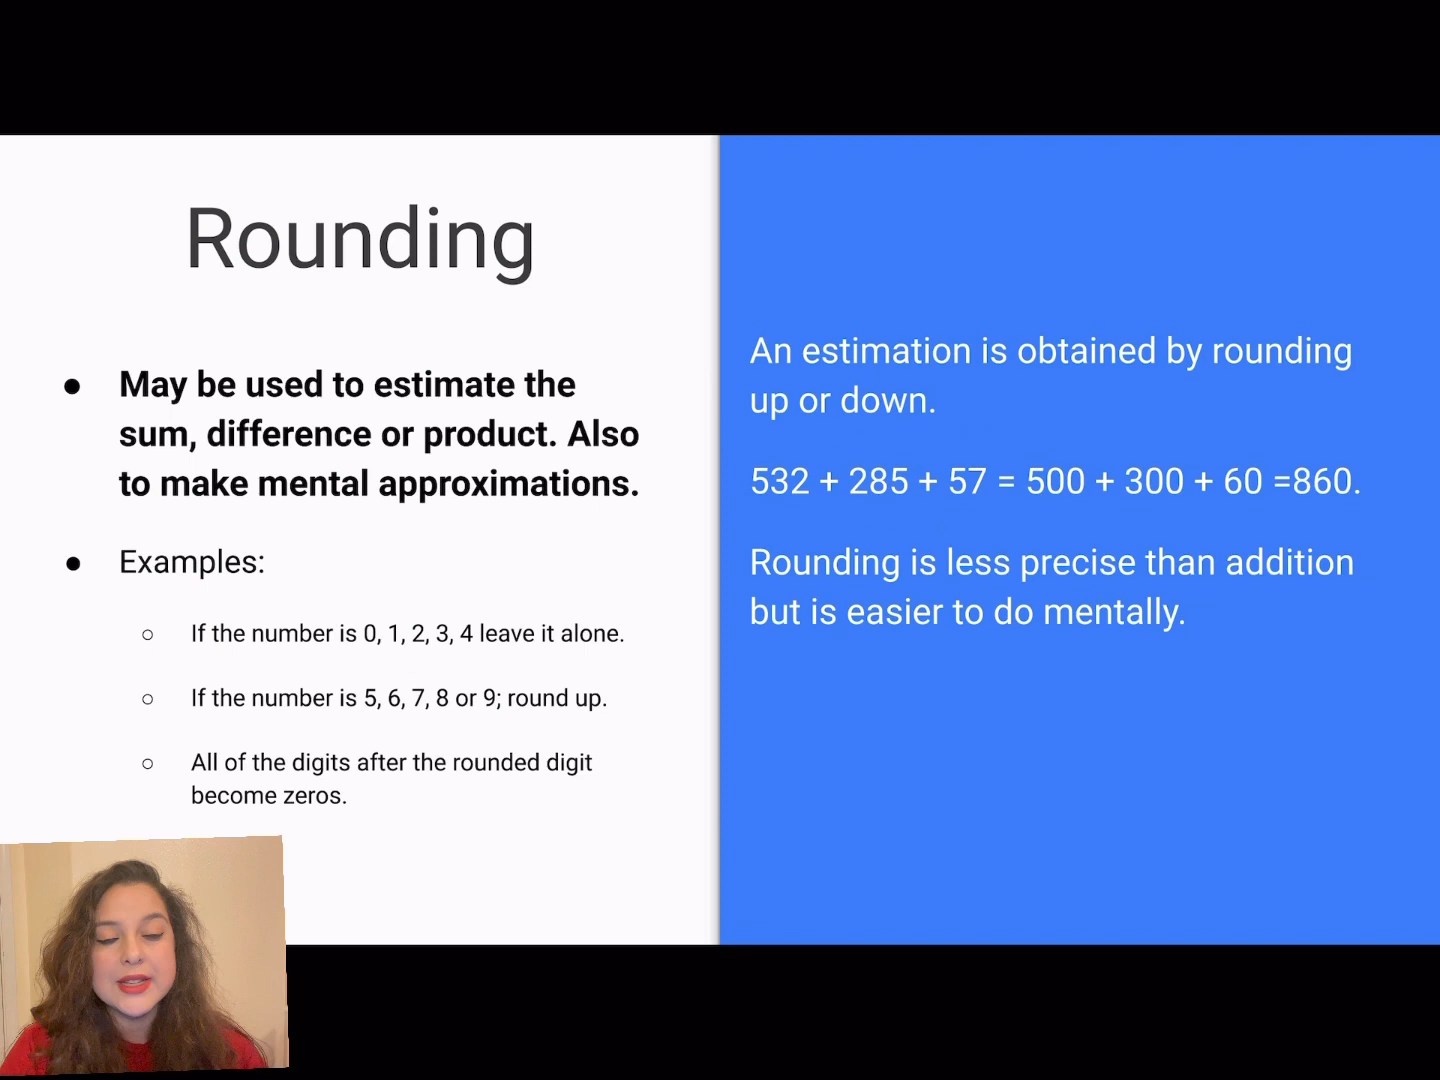 Rounding
● May be used to estimate the
sum, difference or product. Also
to make mental approximations.
● Examples:
○ If the number is 0, 1, 2, 3, 4 leave it alone.
○ If the number is 5, 6, 7, 8 or 9; round up.
○ All of the digits after the rounded digit
become zeros.
An estimation is obtained by rounding
up or down.
532 + 285 + 57 = 500 + 300 + 60 =860.
Rounding is less precise than addition
but is easier to do mentally.